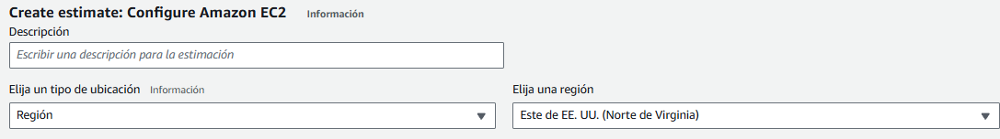 Create estimate: Configure Amazon EC2 Información
Descripción
Escribir una descripción para la estimación
Elija un tipo de ubicación Información
Elija una región
Región
Este de EE. UU. (Norte de Virginia)